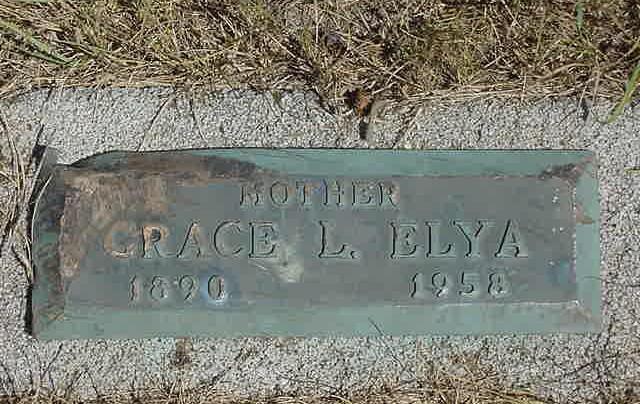 MOTHER
GRACE L. ELYA
1890 1958